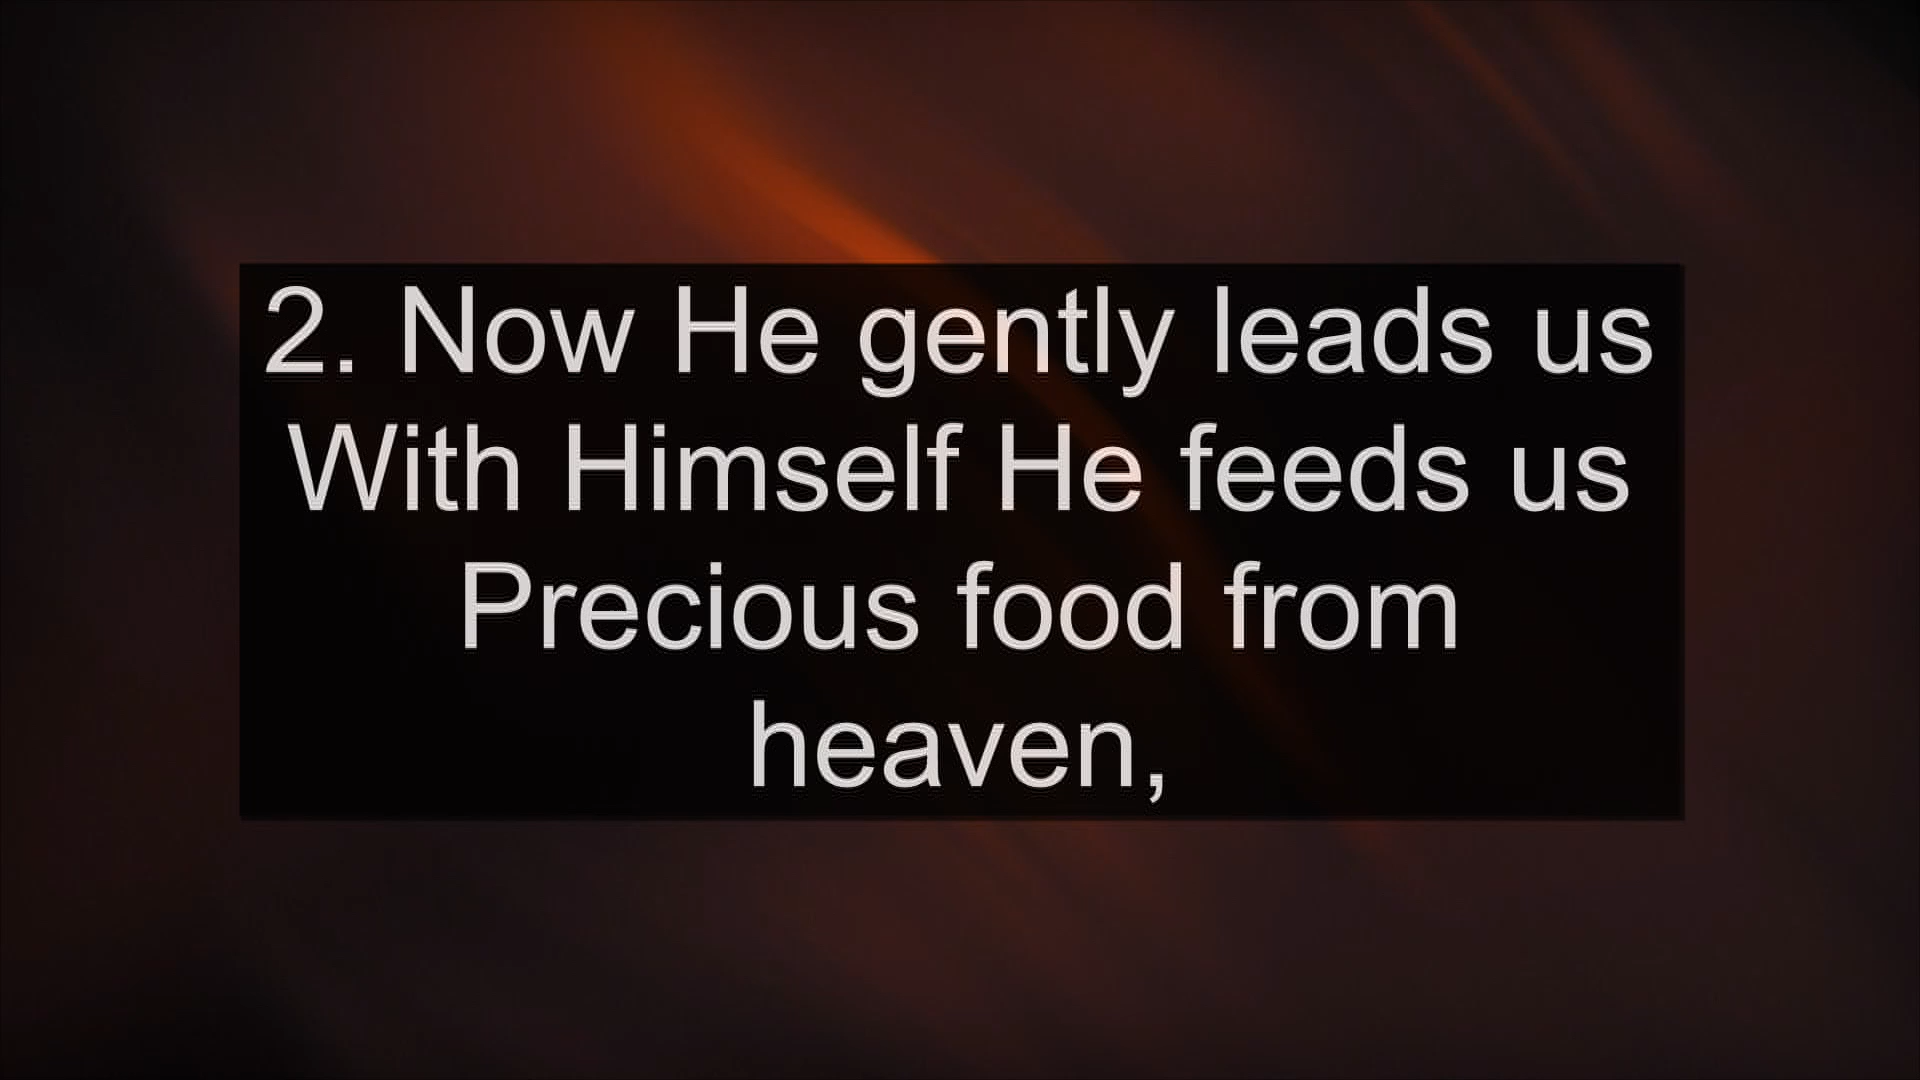 2. Now He gently leads us
With Himself He feeds us
Precious food from
heaven,